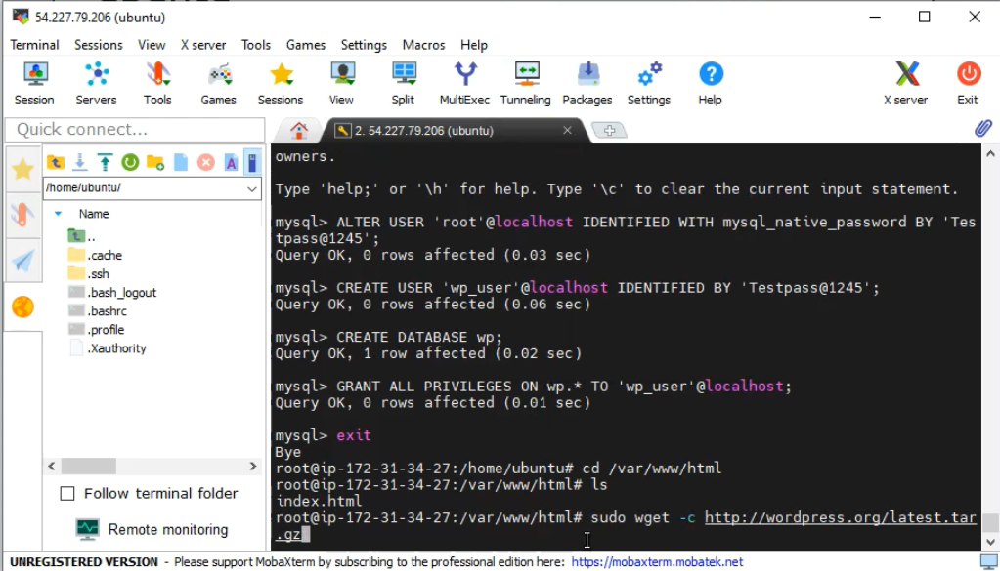 54.227.79.206 (ubuntu)
Terminal Sessions View X server Tools Games Settings Macros Help
Session Servers Tools Games Sessions View Split MultiExec Tunneling Packages Settings Help X server Exit
Quick connect...
2. 54.227.79.206 (ubuntu)
/home/ubuntu/
Name
..
.cache
.ssh
.bash_logout
.bashrc
.profile
.Xauthority
Follow terminal folder
Remote monitoring
owners.
Type 'help;' or '\h' for help. Type '\c' to clear the current input statement.
mysql> ALTER USER 'root'@localhost IDENTIFIED WITH mysql_native_password BY 'Tes
tpass@1245';
Query OK, 0 rows affected (0.03 sec)
mysql> CREATE USER 'wp_user'@localhost IDENTIFIED BY 'Testpass@1245';
Query OK, 0 rows affected (0.06 sec)
mysql> CREATE DATABASE wp;
Query OK, 1 row affected (0.02 sec)
mysql> GRANT ALL PRIVILEGES ON wp.* TO 'wp_user'@localhost;
Query OK, 0 rows affected (0.01 sec)
mysql> exit
Bye
root@ip-172-31-34-27:/home/ubuntu# cd /var/www/html
root@ip-172-31-34-27:/var/www/html# ls
index.html
root@ip-172-31-34-27:/var/www/html# sudo wget -c http://wordpress.org/latest.tar
.gz
UNREGISTERED VERSION - Please support MobaXterm by subscribing to the professional edition here: https://mobaxterm.mobatek.net